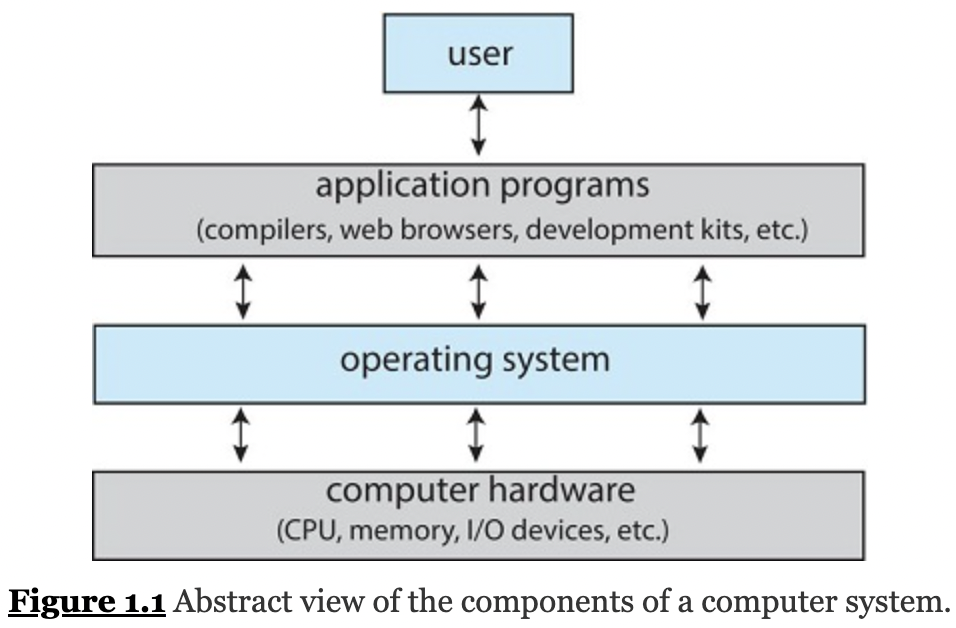 user
application programs
(compilers, web browsers, development kits, etc.)
operating system
computer hardware
(CPU, memory, I/O devices, etc.)
Figure 1.1 Abstract view of the components of a computer system.